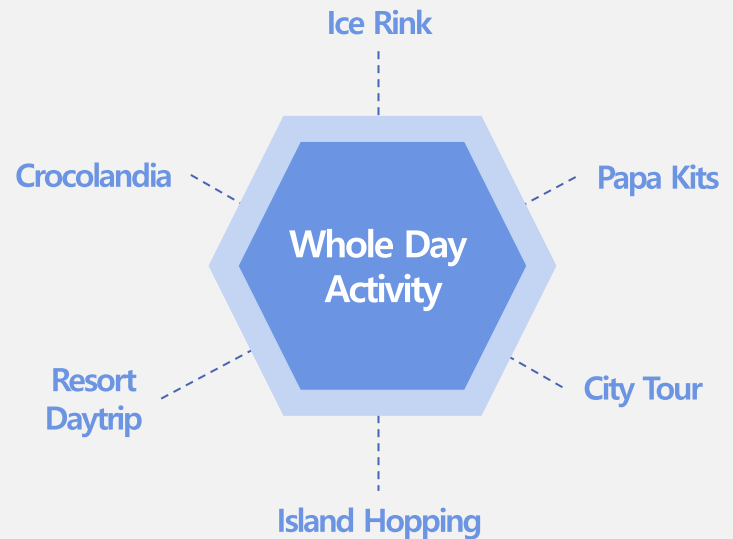 Ice Rink
Crocolandia
Papa Kits
Whole Day
Activity
Resort
Daytrip
City Tour
Island Hopping